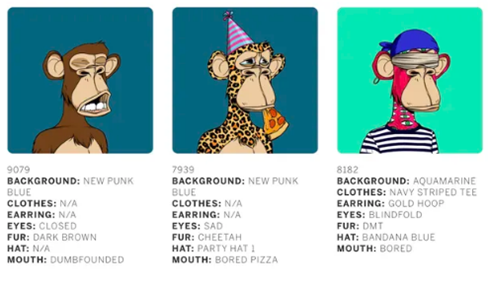 9079
BACKGROUND: NEW PUNK
BLUE
CLOTHES: N/A
EARRING: N/A
EYES: CLOSED
FUR: DARK BROWN
HAT: N/A
MOUTH: DUMBFOUNDED
7939
BACKGROUND: NEW PUNK
BLUE
CLOTHES: N/A
EARRING: N/A
EYES: SAD
FUR: CHEETAH
HAT: PARTY HAT 1
MOUTH: BORED PIZZA
8182
BACKGROUND: AQUAMARINE
CLOTHES: NAVY STRIPED TEE
EARRING: GOLD HOOP
EYES: BLINDFOLD
FUR: DMT
HAT: BANDANA BLUE
MOUTH: BORED